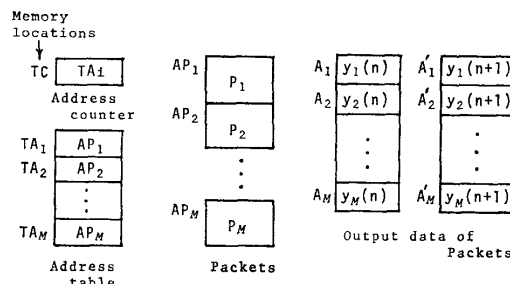 Memory
locations
TC TAi
Address
counter
TA1 AP1
TA2 AP2
⋮
TAM APM
Address
table
AP1 P1
AP2 P2
⋮
APM PM
Packets
A1 y1(n) A'1 y1(n+1)
A2 y2(n) A'2 y2(n+1)
⋮ ⋮
AM yM(n) A'M yM(n+1)
Output data of
Packets